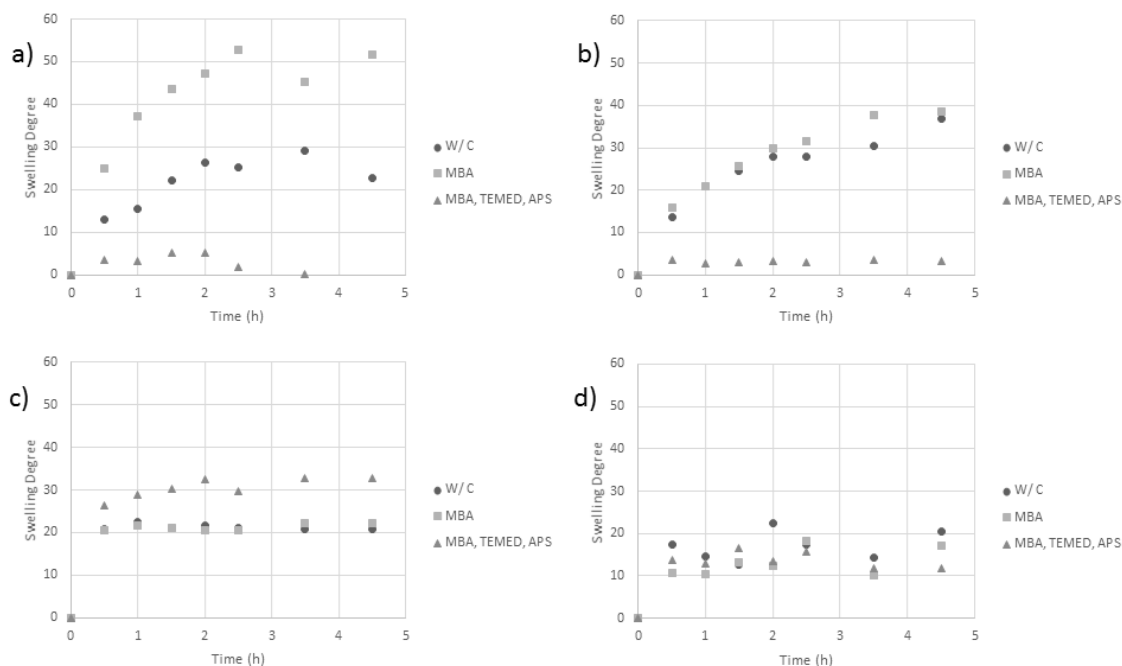 a)
60
50
40
30
20
10
0
Swelling Degree
0 1 2 3 4 5
Time (h)
W/ C
MBA
MBA, TEMED, APS
b)
60
50
40
30
20
10
0
Swelling Degree
0 1 2 3 4 5
Time (h)
W/ C
MBA
MBA, TEMED, APS
c)
60
50
40
30
20
10
0
Swelling Degree
0 1 2 3 4 5
Time (h)
W/ C
MBA
MBA, TEMED, APS
d)
60
50
40
30
20
10
0
Swelling Degree
0 1 2 3 4 5
Time (h)
W/ C
MBA
MBA, TEMED, APS